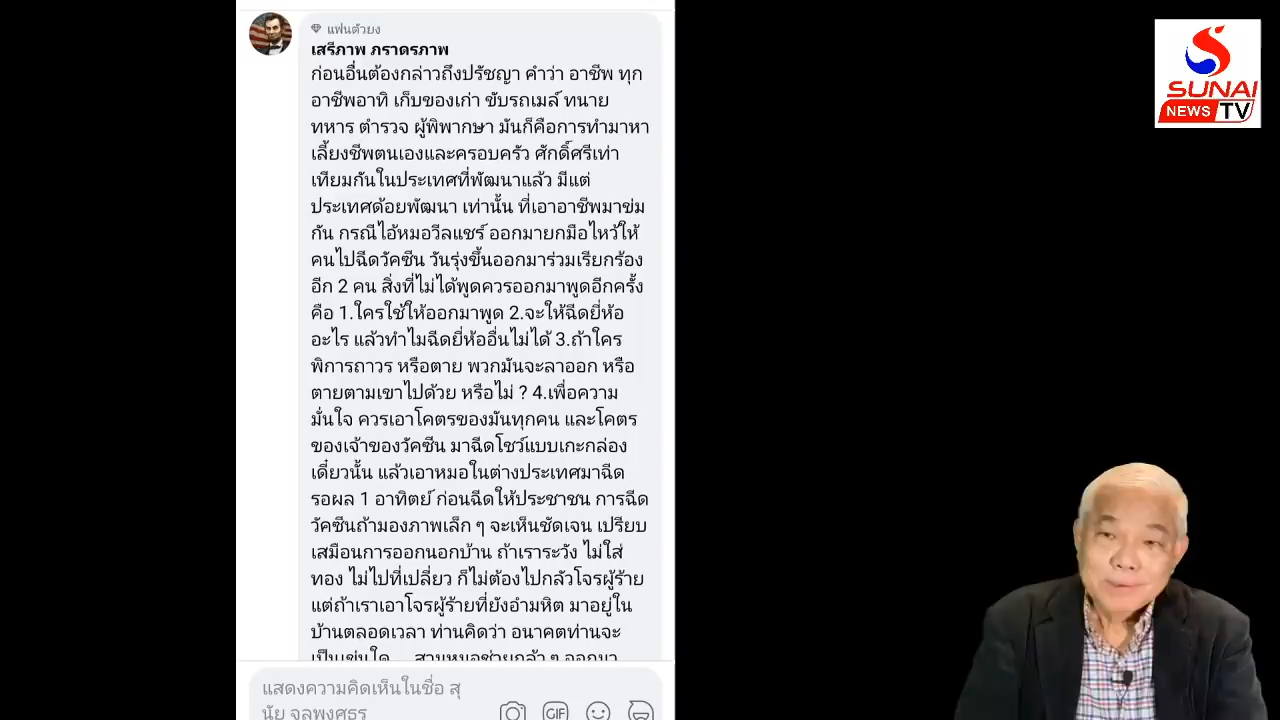 แฟนตัวยง
เสรีภาพ ภราดรภาพ
ก่อนอื่นต้องกล่าวถึงปรัชญา คำว่า อาชีพ ทุก
อาชีพอาทิ เก็บของเก่า ขับรถเมล์ ทนาย
ทหาร ตำรวจ ผู้พิพากษา มันก็คือการทำมาหา
เลี้ยงชีพตนเองและครอบครัว ศักดิ์ศรีเท่า
เทียมกันในประเทศที่พัฒนาแล้ว มีแต่
ประเทศด้อยพัฒนา เท่านั้น ที่เอาอาชีพมาข่ม
กัน กรณีไอ้หมอวีลแชร์ ออกมายกมือไหว้ให้
คนไปฉีดวัคซีน วันรุ่งขึ้นออกมาร่วมเรียกร้อง
อีก 2 คน สิ่งที่ไม่ได้พูดควรออกมาพูดอีกครั้ง
คือ 1.ใครใช้ให้ออกมาพูด 2.จะให้ฉีดยี่ห้อ
อะไร แล้วทำไมฉีดยี่ห้ออื่นไม่ได้ 3.ถ้าใคร
พิการถาวร หรือตาย พวกมันจะลาออก หรือ
ตายตามเขาไปด้วย หรือไม่ ? 4.เพื่อความ
มั่นใจ ควรเอาโคตรของมันทุกคน และโคตร
ของเจ้าของวัคซีน มาฉีดโชว์แบบเกะกล่อง
เดี๋ยวนั้น แล้วเอาหมอในต่างประเทศมาฉีด
รอผล 1 อาทิตย์ ก่อนฉีดให้ประชาชน การฉีด
วัคซีนถ้ามองภาพเล็ก ๆ จะเห็นชัดเจน เปรียบ
เสมือนการออกนอกบ้าน ถ้าเราระวัง ไม่ใส่
ทอง ไม่ไปที่เปลี่ยว ก็ไม่ต้องไปกลัวโจรผู้ร้าย
แต่ถ้าเราเอาโจรผู้ร้ายที่ยังอำมหิต มาอยู่ใน
บ้านตลอดเวลา ท่านคิดว่า อนาคตท่านจะ
เป็นเช่นใด ... สามหมอช่วยกลัว ๆ ออกมา
แสดงความคิดเห็นในชื่อ สุ
นัย จุลพงศธร
GIF
SUNAI
NEWS TV